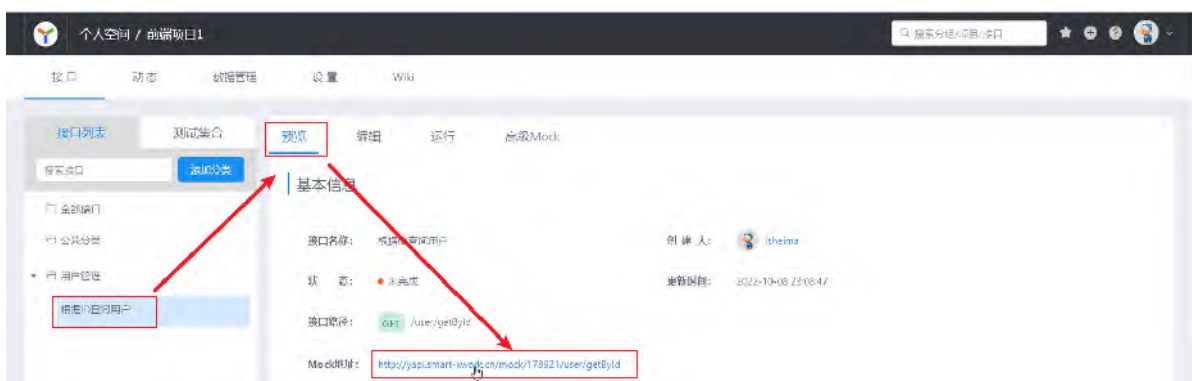 个人空间 / 前端项目1
搜索分组/项目/接口
接口 动态 数据管理 设置 Wiki
接口列表 测试集合
预览 编辑 运行 高级Mock
搜索接口 添加分类
基本信息
全部接口
公共分类
接口名称： 根据ID查询用户 创 建 人： itheima
用户管理
状 态： 未完成 更新时间： 2022-10-08 23:08:47
根据ID查询用户
接口路径： GET /user/getById
Mock地址： http://yapi.smart-xwork.cn/mock/178921/user/getById